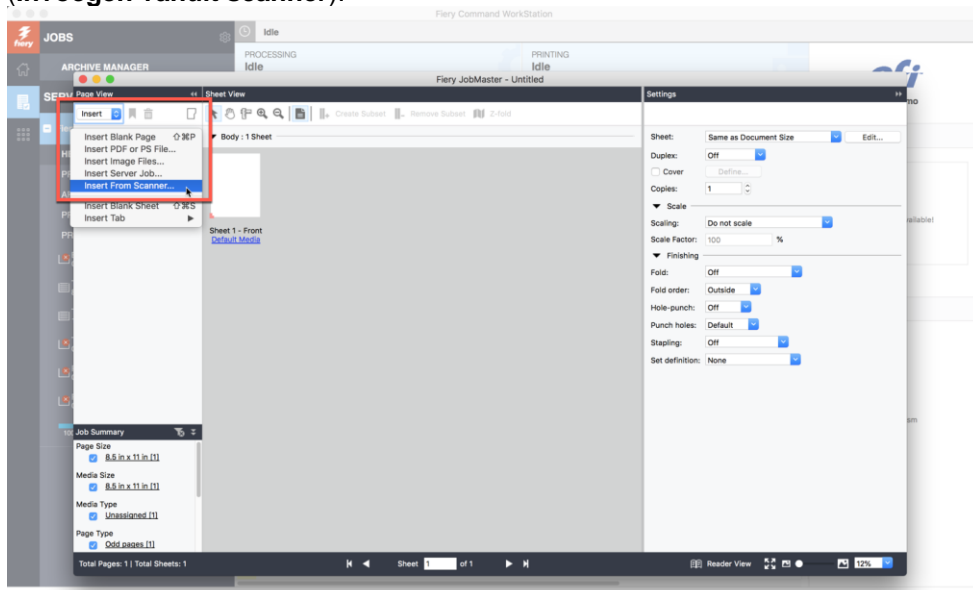 (Invoegen vanuit scanner).
Fiery Command WorkStation
fiery
JOBS
Idle
PROCESSING
Idle
PRINTING
Idle
ARCHIVE MANAGER
Fiery JobMaster - Untitled
Page View
Sheet View
Settings
Insert
Create Subset
Remove Subset
Z-fold
Insert Blank Page ⇧⌘P
Insert PDF or PS File...
Insert Image Files...
Insert Server Job...
Insert From Scanner...
Insert Blank Sheet ⇧⌘S
Insert Tab
Body : 1 Sheet
Sheet 1 - Front
Default Media
Sheet: Same as Document Size Edit...
Duplex: Off
Cover Define...
Copies: 1
Scale
Scaling: Do not scale
Scale Factor: 100 %
Finishing
Fold: Off
Fold order: Outside
Hole-punch: Off
Punch holes: Default
Stapling: Off
Set definition: None
Job Summary
Page Size
8.5 in x 11 in [1]
Media Size
8.5 in x 11 in [1]
Media Type
Unassigned [1]
Page Type
Odd pages [1]
Total Pages: 1 | Total Sheets: 1
Sheet 1 of 1
Reader View
12%